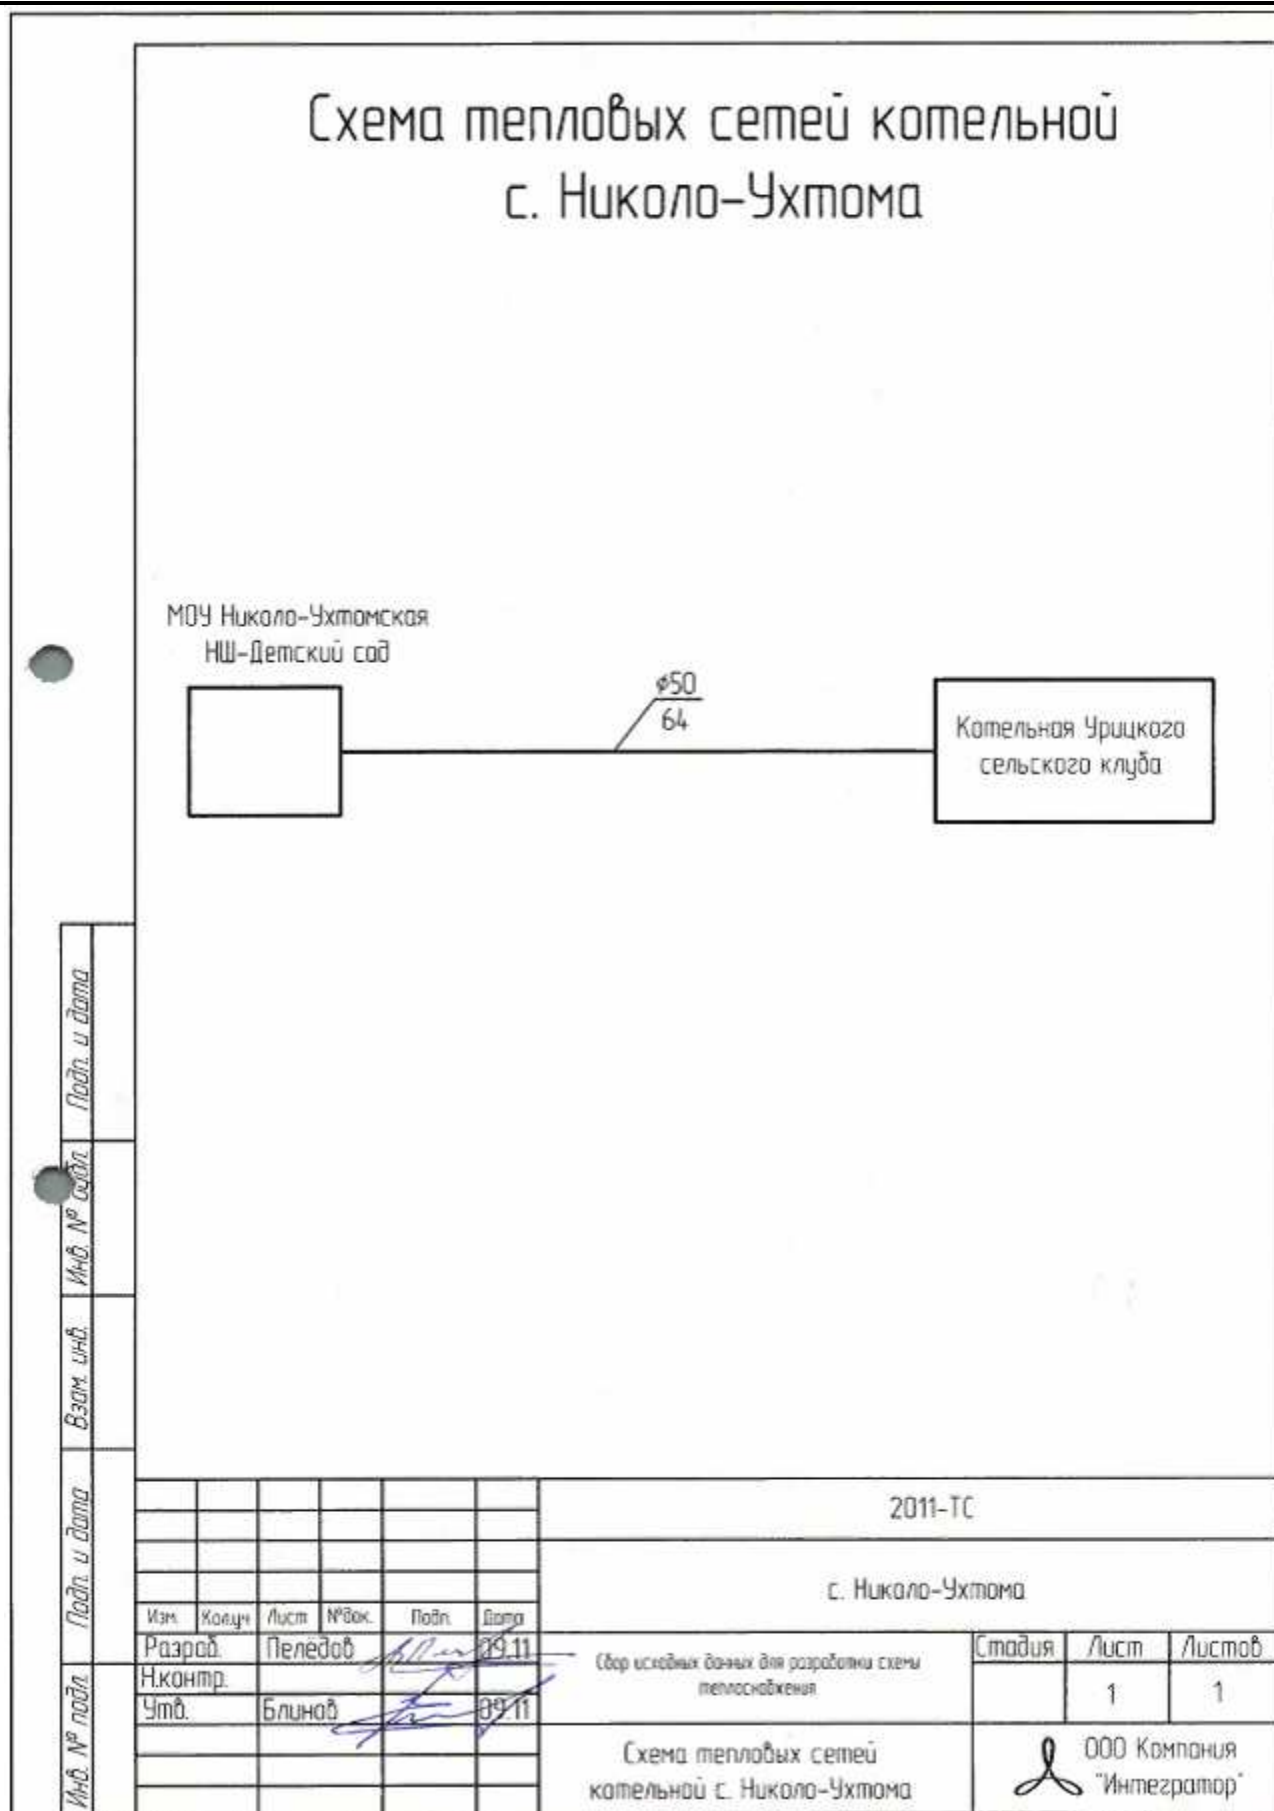 Схема тепловых сетей котельной
с. Николо-Ухтома
МОУ Николо-Ухтомская
НШ-Детский сад
⌀50
64
Котельная Урицкого
сельского клуба
Подп. и дата
Инв. № дубл.
Взам. инв.
Подп. и дата
Инв. № подл.
2011-ТС
с. Николо-Ухтома
Изм. Кол.уч Лист №док. Подп. Дата
Разраб. Пелёдов 09.11
Н.контр.
Утв. Блинов 09.11
Сбор исходных данных для разработки схемы
теплоснабжения
Стадия Лист Листов
1 1
Схема тепловых сетей
котельной с. Николо-Ухтома
ООО Компания
"Интегратор"